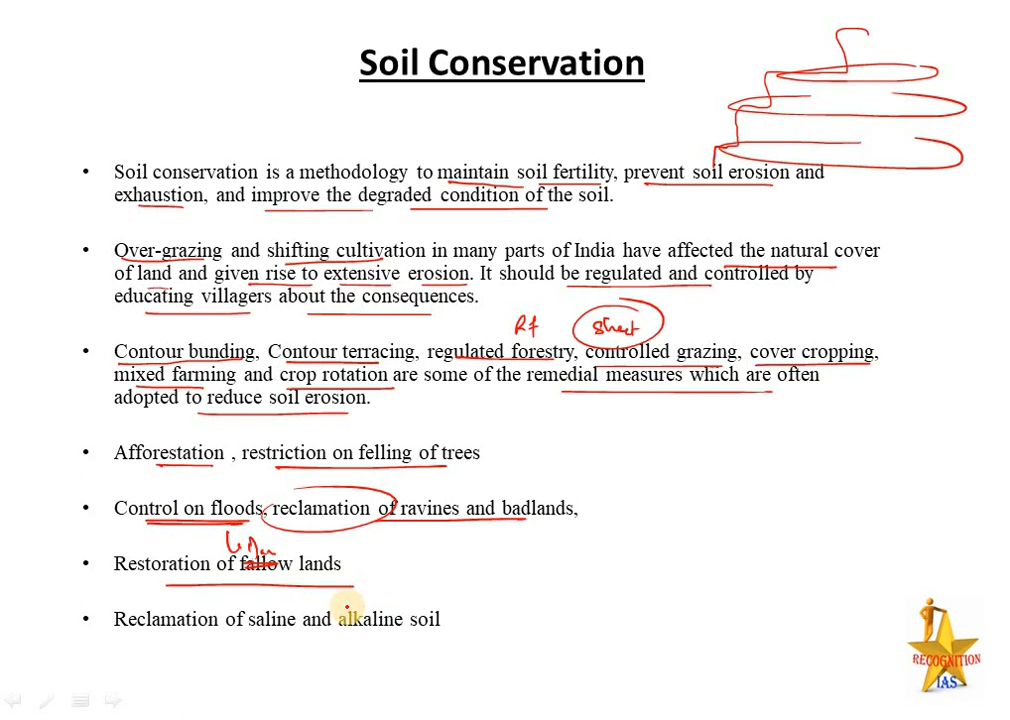 Soil Conservation
• Soil conservation is a methodology to maintain soil fertility, prevent soil erosion and
exhaustion, and improve the degraded condition of the soil.
• Over-grazing and shifting cultivation in many parts of India have affected the natural cover
of land and given rise to extensive erosion. It should be regulated and controlled by
educating villagers about the consequences.
Rf
• Contour bunding, Contour terracing, regulated forestry, controlled grazing, cover cropping,
mixed farming and crop rotation are some of the remedial measures which are often
adopted to reduce soil erosion.
• Afforestation , restriction on felling of trees
• Control on floods, reclamation of ravines and badlands,
• Restoration of fallow lands
• Reclamation of saline and alkaline soil
RECOGNITION
IAS